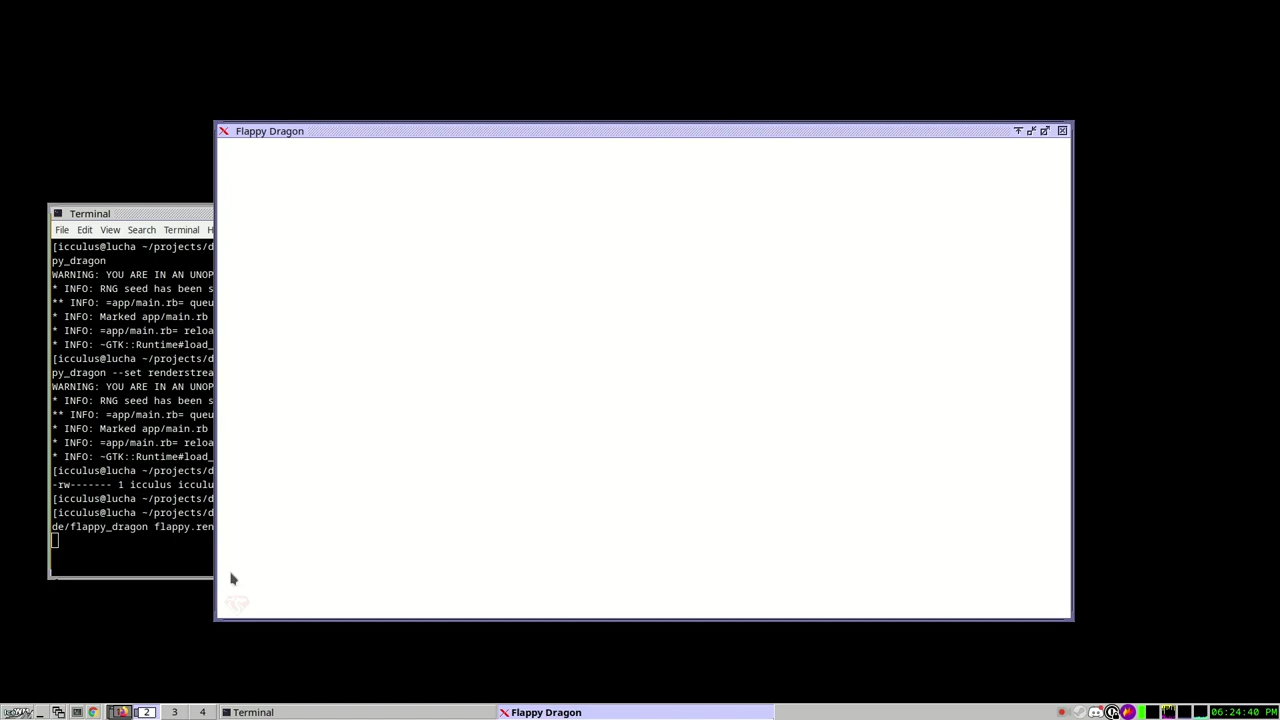 Flappy Dragon
Terminal
File Edit View Search Terminal H
[icculus@lucha ~/projects/d
py_dragon
WARNING: YOU ARE IN AN UNOP
* INFO: RNG seed has been s
** INFO: =app/main.rb= queu
* INFO: Marked app/main.rb
* INFO: =app/main.rb= reloa
* INFO: ~GTK::Runtime#load_
[icculus@lucha ~/projects/d
py_dragon --set renderstrea
WARNING: YOU ARE IN AN UNOP
* INFO: RNG seed has been s
** INFO: =app/main.rb= queu
* INFO: Marked app/main.rb
* INFO: =app/main.rb= reloa
* INFO: ~GTK::Runtime#load_
[icculus@lucha ~/projects/d
-rw------- 1 icculus icculu
[icculus@lucha ~/projects/d
[icculus@lucha ~/projects/d
de/flappy_dragon flappy.ren
2 3 4 Terminal Flappy Dragon 06:24:40 PM